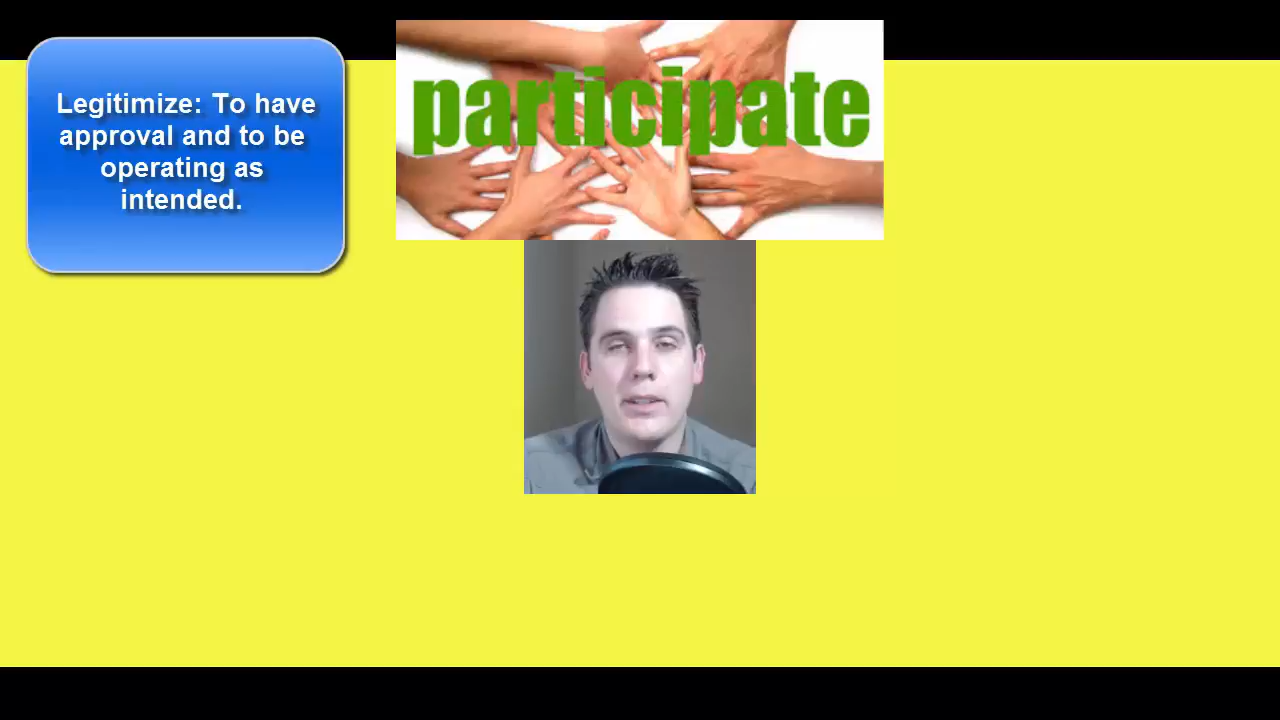 Legitimize: To have
approval and to be
operating as
intended.
participate